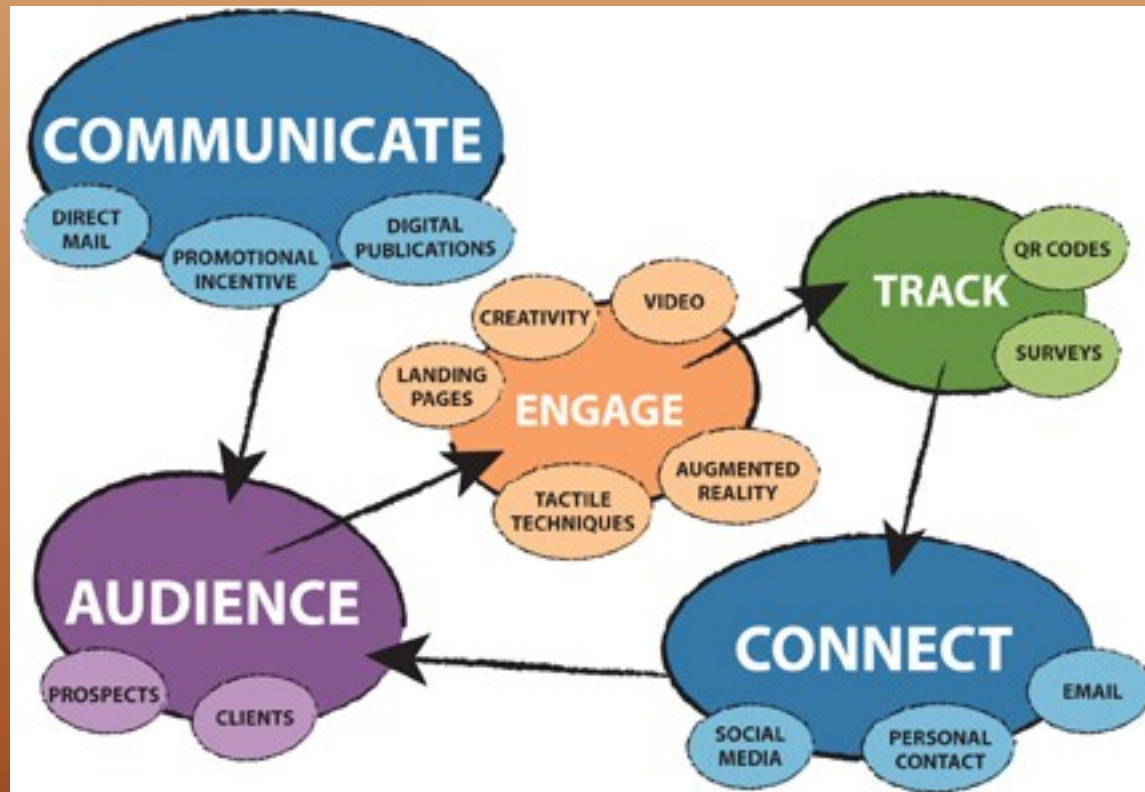 COMMUNICATE
DIRECT
MAIL
PROMOTIONAL
INCENTIVE
DIGITAL
PUBLICATIONS
CREATIVITY
VIDEO
LANDING
PAGES
ENGAGE
TACTILE
TECHNIQUES
AUGMENTED
REALITY
QR CODES
TRACK
SURVEYS
AUDIENCE
PROSPECTS
CLIENTS
CONNECT
SOCIAL
MEDIA
PERSONAL
CONTACT
EMAIL